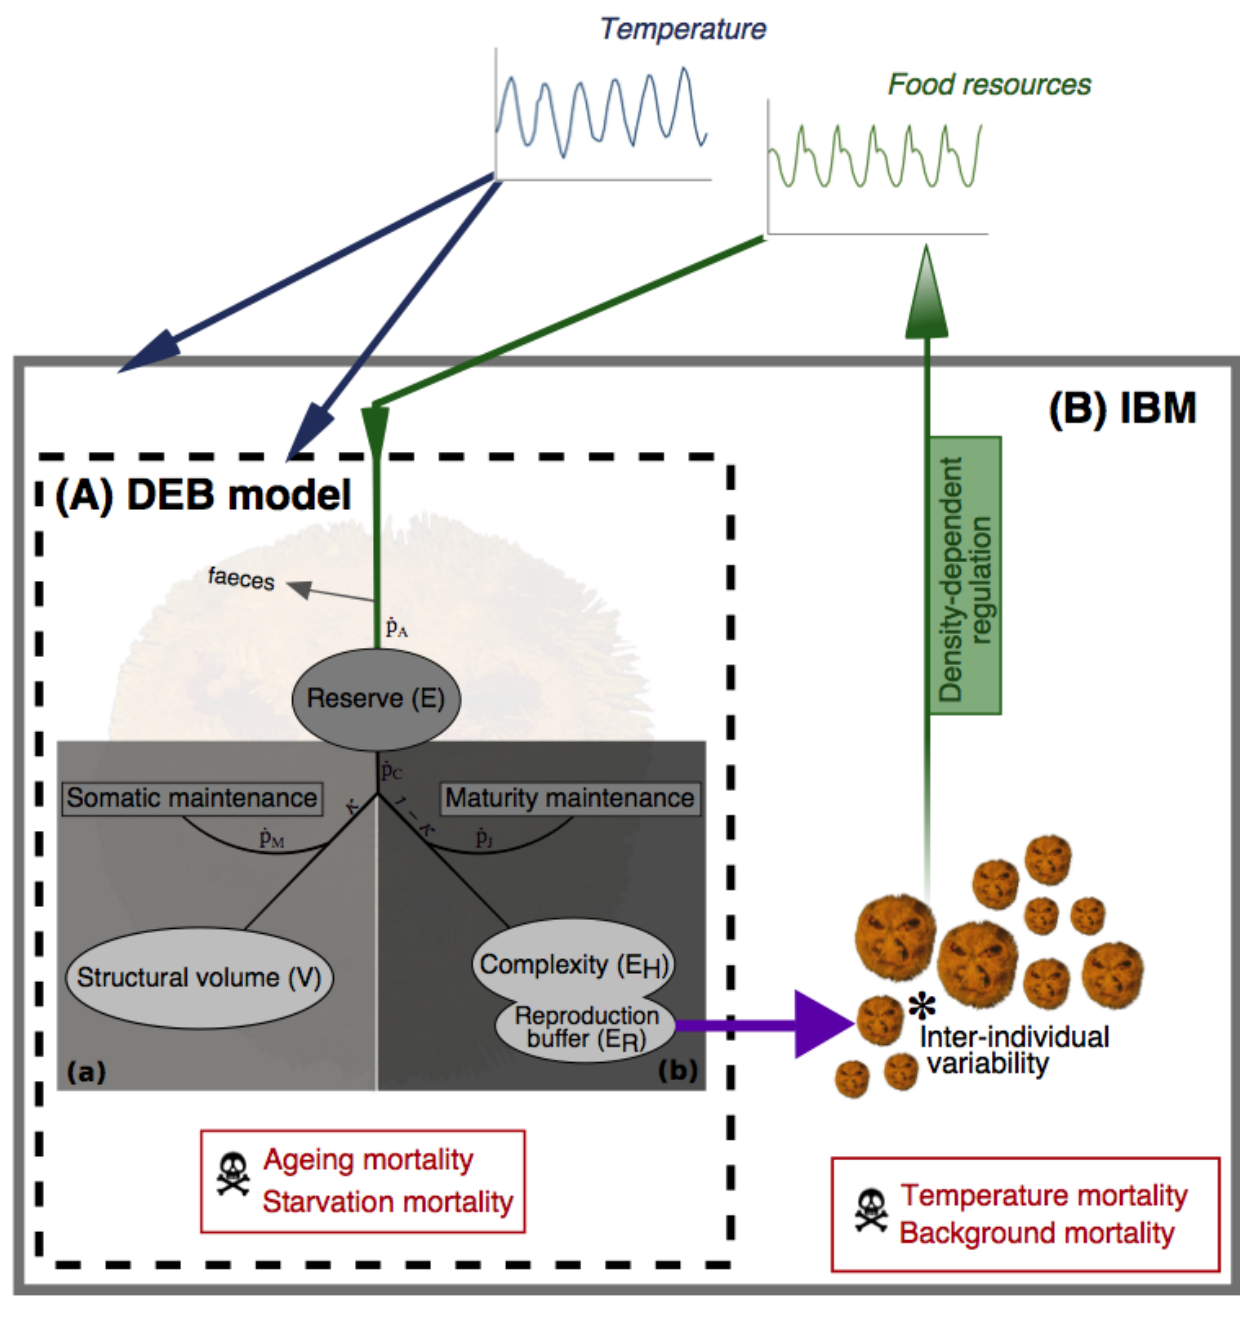 Temperature
Food resources
(B) IBM
(A) DEB model
Density-dependent
regulation
faeces
ṗA
Reserve (E)
ṗC
Somatic maintenance
κ
1 − κ
Maturity maintenance
ṗM
ṗJ
Structural volume (V)
Complexity (EH)
Reproduction
buffer (ER)
*
Inter-individual
variability
(a)
(b)
Ageing mortality
Starvation mortality
Temperature mortality
Background mortality